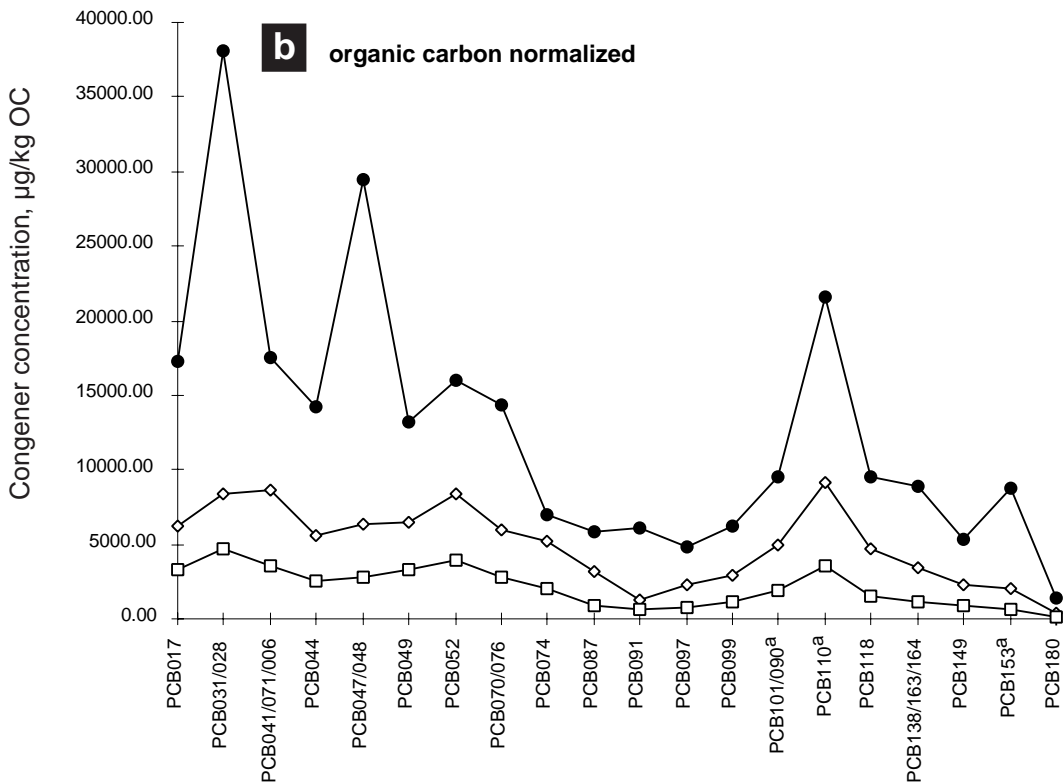 b organic carbon normalized
Congener concentration, µg/kg OC
40000.00
35000.00
30000.00
25000.00
20000.00
15000.00
10000.00
5000.00
0.00
PCB017
PCB031/028
PCB041/071/006
PCB044
PCB047/048
PCB049
PCB052
PCB070/076
PCB074
PCB087
PCB091
PCB097
PCB099
PCB101/090a
PCB110a
PCB118
PCB138/163/164
PCB149
PCB153a
PCB180